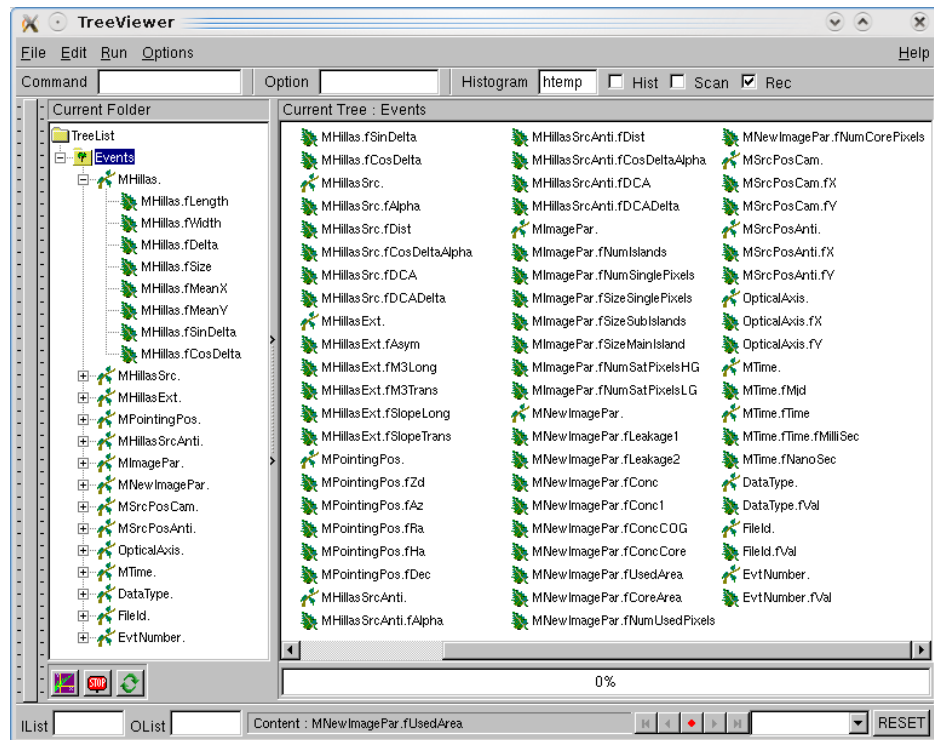 TreeViewer
File Edit Run Options Help
Command Option Histogram htemp Hist Scan Rec
Current Folder
TreeList
Events
MHillas.
MHillas.fLength
MHillas.fWidth
MHillas.fDelta
MHillas.fSize
MHillas.fMeanX
MHillas.fMeanY
MHillas.fSinDelta
MHillas.fCosDelta
MHillasSrc.
MHillasExt.
MPointingPos.
MHillasSrcAnti.
MImagePar.
MNewImagePar.
MSrcPosCam.
MSrcPosAnti.
OpticalAxis.
MTime.
DataType.
FileId.
EvtNumber.
STOP
Current Tree : Events
MHillas.fSinDelta
MHillas.fCosDelta
MHillasSrc.
MHillasSrc.fAlpha
MHillasSrc.fDist
MHillasSrc.fCosDeltaAlpha
MHillasSrc.fDCA
MHillasSrc.fDCADelta
MHillasExt.
MHillasExt.fAsym
MHillasExt.fM3Long
MHillasExt.fM3Trans
MHillasExt.fSlopeLong
MHillasExt.fSlopeTrans
MPointingPos.
MPointingPos.fZd
MPointingPos.fAz
MPointingPos.fRa
MPointingPos.fHa
MPointingPos.fDec
MHillasSrcAnti.
MHillasSrcAnti.fAlpha
MHillasSrcAnti.fDist
MHillasSrcAnti.fCosDeltaAlpha
MHillasSrcAnti.fDCA
MHillasSrcAnti.fDCADelta
MImagePar.
MImagePar.fNumIslands
MImagePar.fNumSinglePixels
MImagePar.fSizeSinglePixels
MImagePar.fSizeSubIslands
MImagePar.fSizeMainIsland
MImagePar.fNumSatPixelsHG
MImagePar.fNumSatPixelsLG
MNewImagePar.
MNewImagePar.fLeakage1
MNewImagePar.fLeakage2
MNewImagePar.fConc
MNewImagePar.fConc1
MNewImagePar.fConcCOG
MNewImagePar.fConcCore
MNewImagePar.fUsedArea
MNewImagePar.fCoreArea
MNewImagePar.fNumUsedPixels
MNewImagePar.fNumCorePixels
MSrcPosCam.
MSrcPosCam.fX
MSrcPosCam.fY
MSrcPosAnti.
MSrcPosAnti.fX
MSrcPosAnti.fY
OpticalAxis.
OpticalAxis.fX
OpticalAxis.fY
MTime.
MTime.fMjd
MTime.fTime
MTime.fTime.fMilliSec
MTime.fNanoSec
DataType.
DataType.fVal
FileId.
FileId.fVal
EvtNumber.
EvtNumber.fVal
0%
IList OList Content : MNewImagePar.fUsedArea RESET